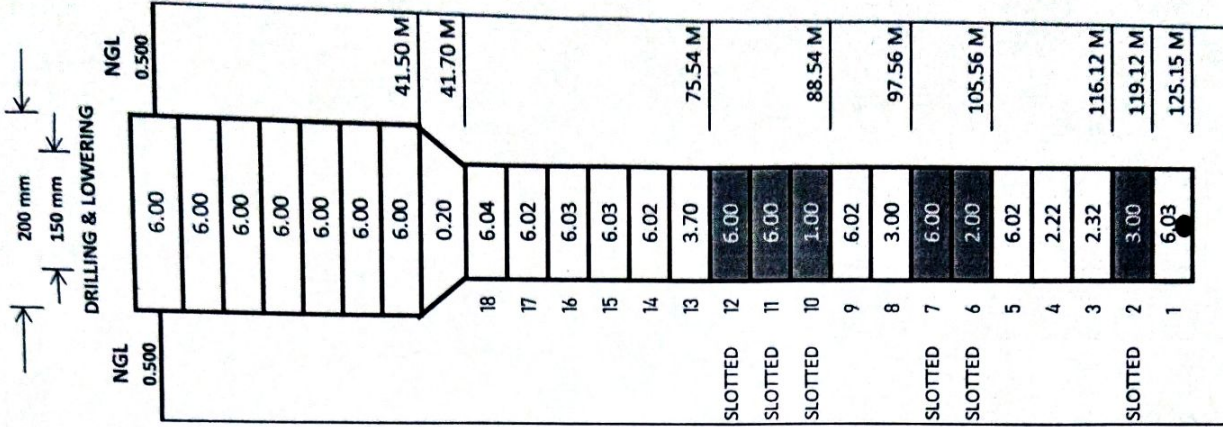 200 mm
150 mm
DRILLING & LOWERING
NGL
0.500
NGL
0.500
6.00
6.00
6.00
6.00
6.00
6.00
6.00 41.50 M
0.20 41.70 M
18 6.04
17 6.02
16 6.03
15 6.03
14 6.02
13 3.70 75.54 M
SLOTTED 12 6.00
SLOTTED 11 6.00
SLOTTED 10 1.00 88.54 M
9 6.02
8 3.00 97.56 M
SLOTTED 7 6.00
SLOTTED 6 2.00 105.56 M
5 6.02
4 2.22
3 2.32 116.12 M
SLOTTED 2 3.00 119.12 M
1 6.03 125.15 M